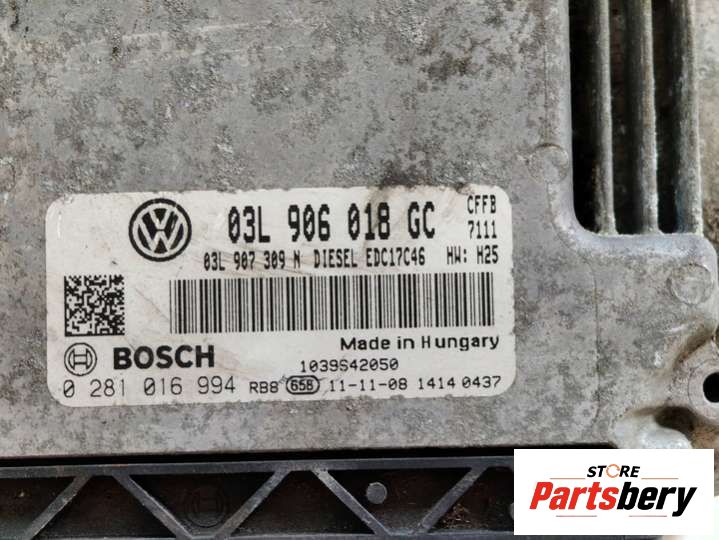 03L 906 018 GC
CFFB
7111
03L 907 309 N DIESEL EDC17C46 HW: H25
Made in Hungary
BOSCH
1039S42050
0 281 016 994 RB8 65B 11-11-08 1414 0437
STORE
Partsbery